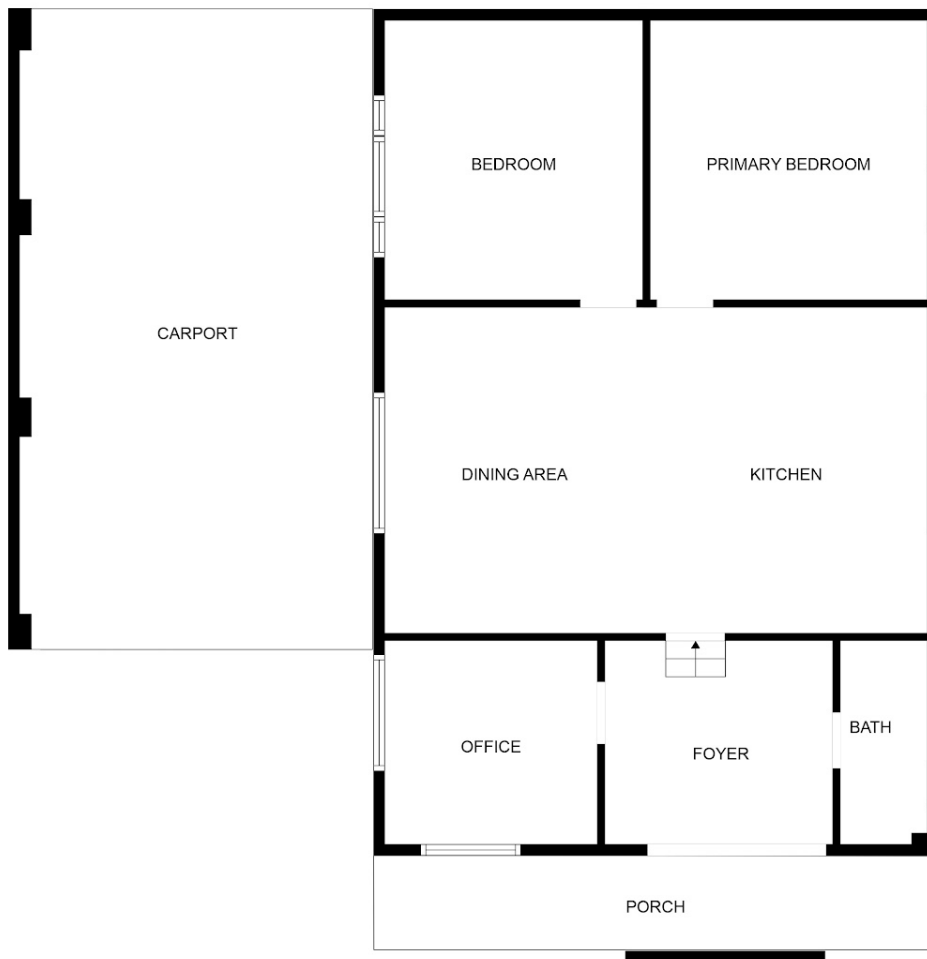 BEDROOM
PRIMARY BEDROOM
CARPORT
DINING AREA
KITCHEN
OFFICE
FOYER
BATH
PORCH